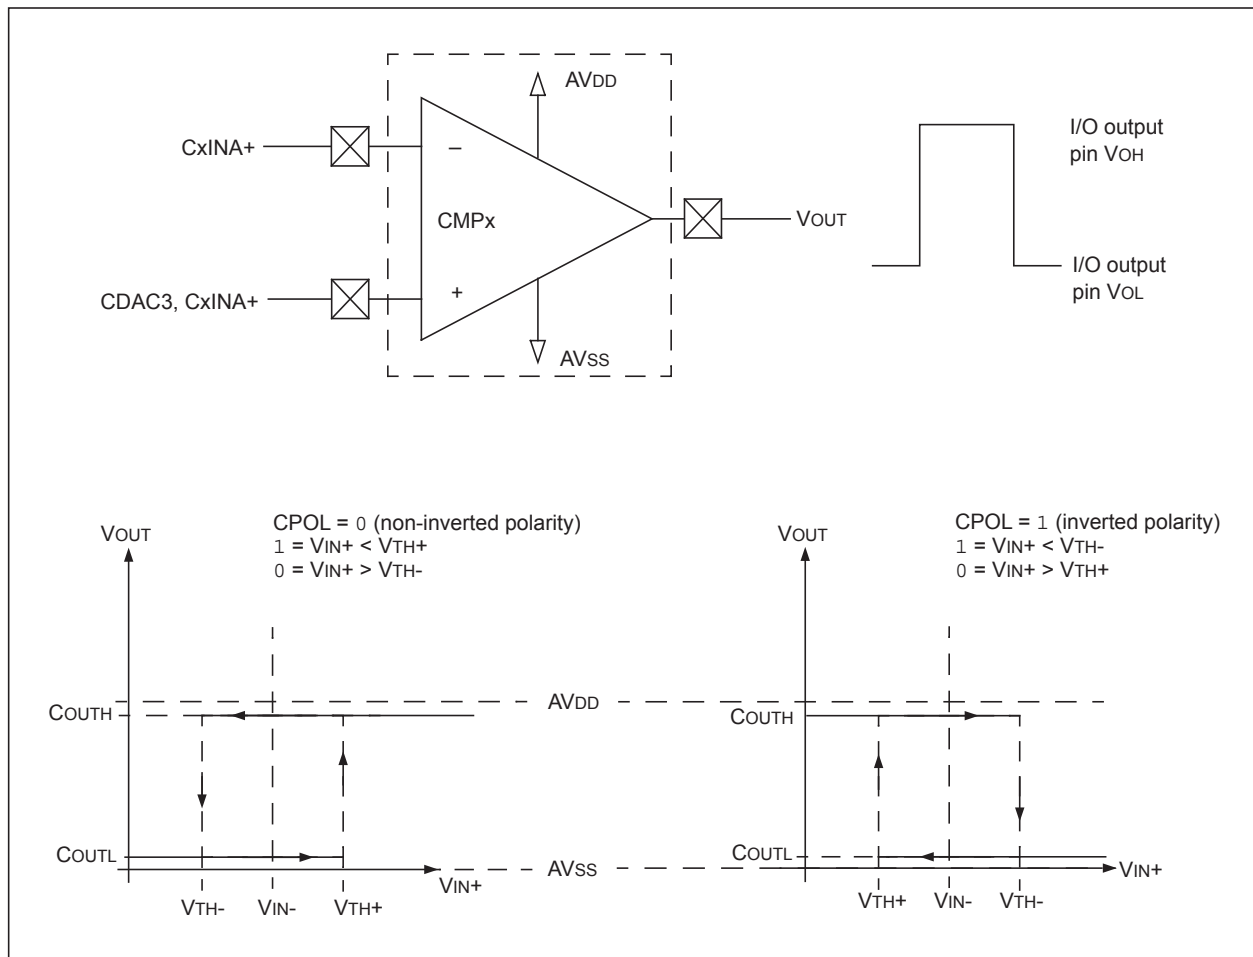 AVDD
CxINA+
–
CMPx
+
CDAC3, CxINA+
AVSS
VOUT
I/O output
pin VOH
I/O output
pin VOL
VOUT
CPOL = 0 (non-inverted polarity)
1 = VIN+ < VTH+
0 = VIN+ > VTH-
COUTH
COUTL
VTH-
VIN-
VTH+
VIN+
AVDD
AVSS
VOUT
CPOL = 1 (inverted polarity)
1 = VIN+ < VTH-
0 = VIN+ > VTH+
COUTH
COUTL
VTH+
VIN-
VTH-
VIN+